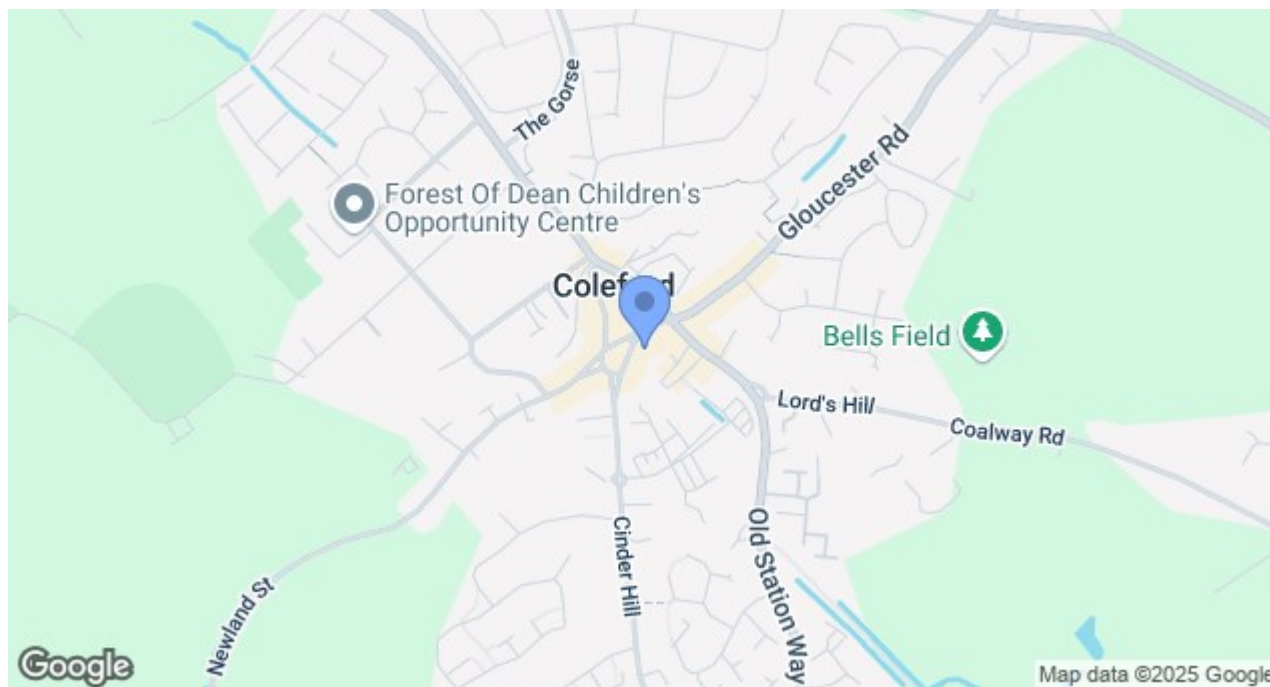 The Gorse
Gloucester Rd
Forest Of Dean Children's
Opportunity Centre
Coleford
Bells Field
Lord's Hill
Coalway Rd
Cinder Hill
Old Station Way
Newland St
Google
Map data ©2025 Google